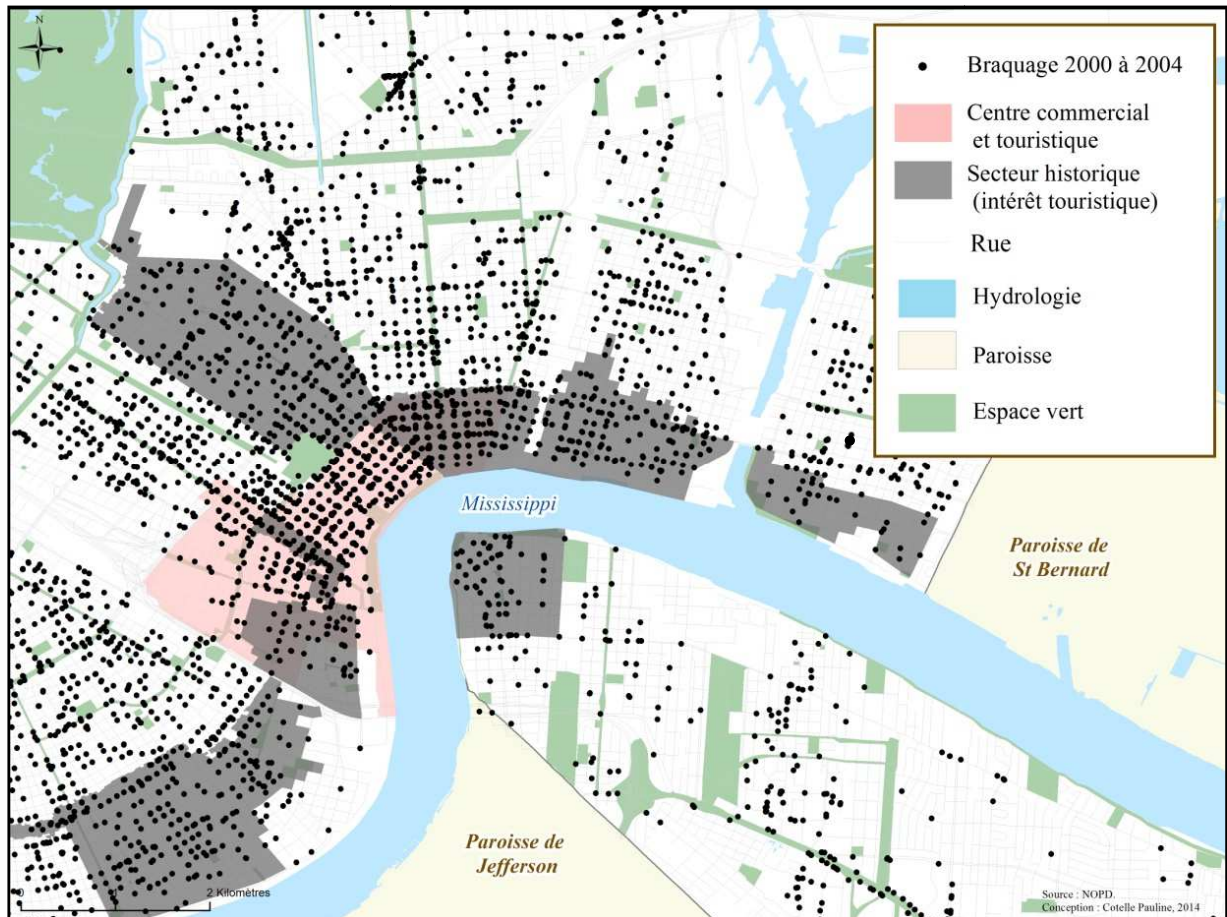 N
Braquage 2000 à 2004
Centre commercial
et touristique
Secteur historique
(intérêt touristique)
Rue
Hydrologie
Paroisse
Espace vert
Mississippi
Paroisse de
St Bernard
Paroisse de
Jefferson
0 1 2 Kilomètres
Source : NOPD.
Conception : Cotelle Pauline, 2014